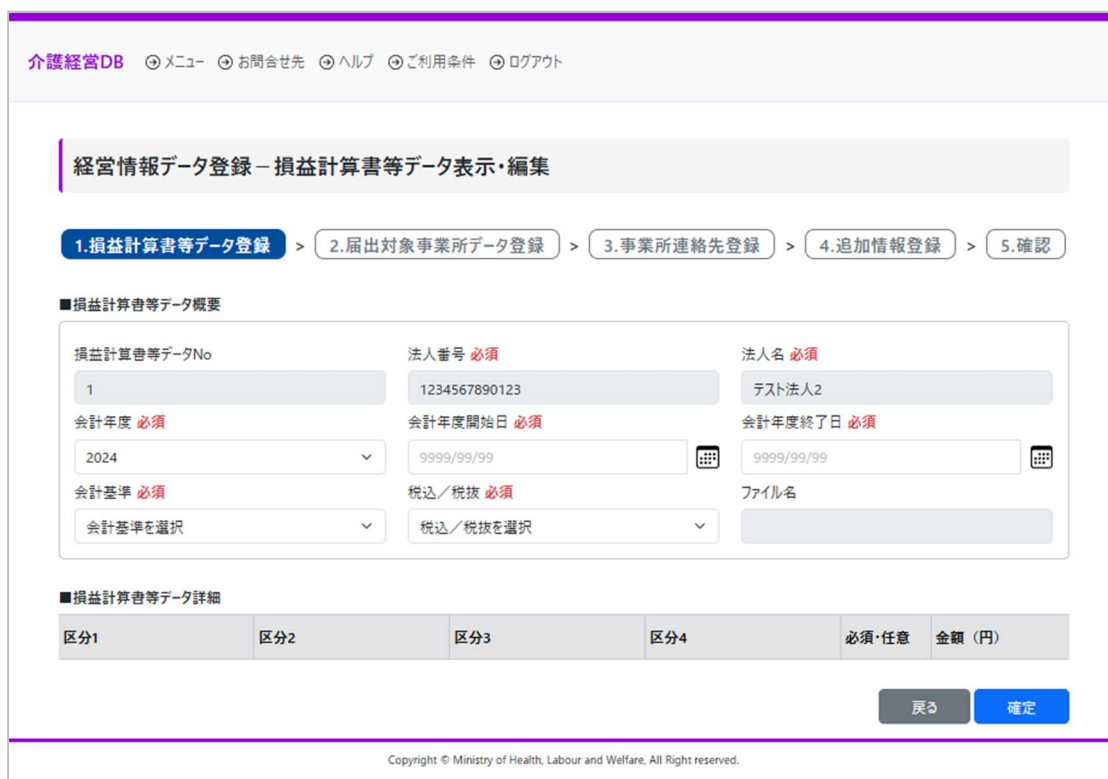 介護経営DB メニュー お問合せ先 ヘルプ ご利用条件 ログアウト
経営情報データ登録－損益計算書等データ表示・編集
1.損益計算書等データ登録 > 2.届出対象事業所データ登録 > 3.事業所連絡先登録 > 4.追加情報登録 > 5.確認
■損益計算書等データ概要
損益計算書等データNo 法人番号 必須 法人名 必須
1 1234567890123 テスト法人2
会計年度 必須 会計年度開始日 必須 会計年度終了日 必須
2024 9999/99/99 9999/99/99
会計基準 必須 税込／税抜 必須 ファイル名
会計基準を選択 税込／税抜を選択
■損益計算書等データ詳細
区分1 区分2 区分3 区分4 必須・任意 金額（円）
戻る 確定
Copyright © Ministry of Health, Labour and Welfare, All Right reserved.